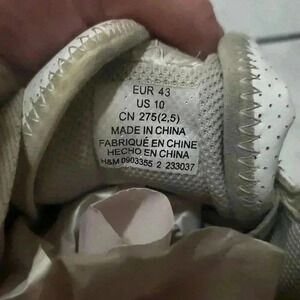 EUR 43
US 10
CN 275(2,5)
MADE IN CHINA
FABRIQUÉ EN CHINE
HECHO EN CHINA
H&M 0903355 2 233037